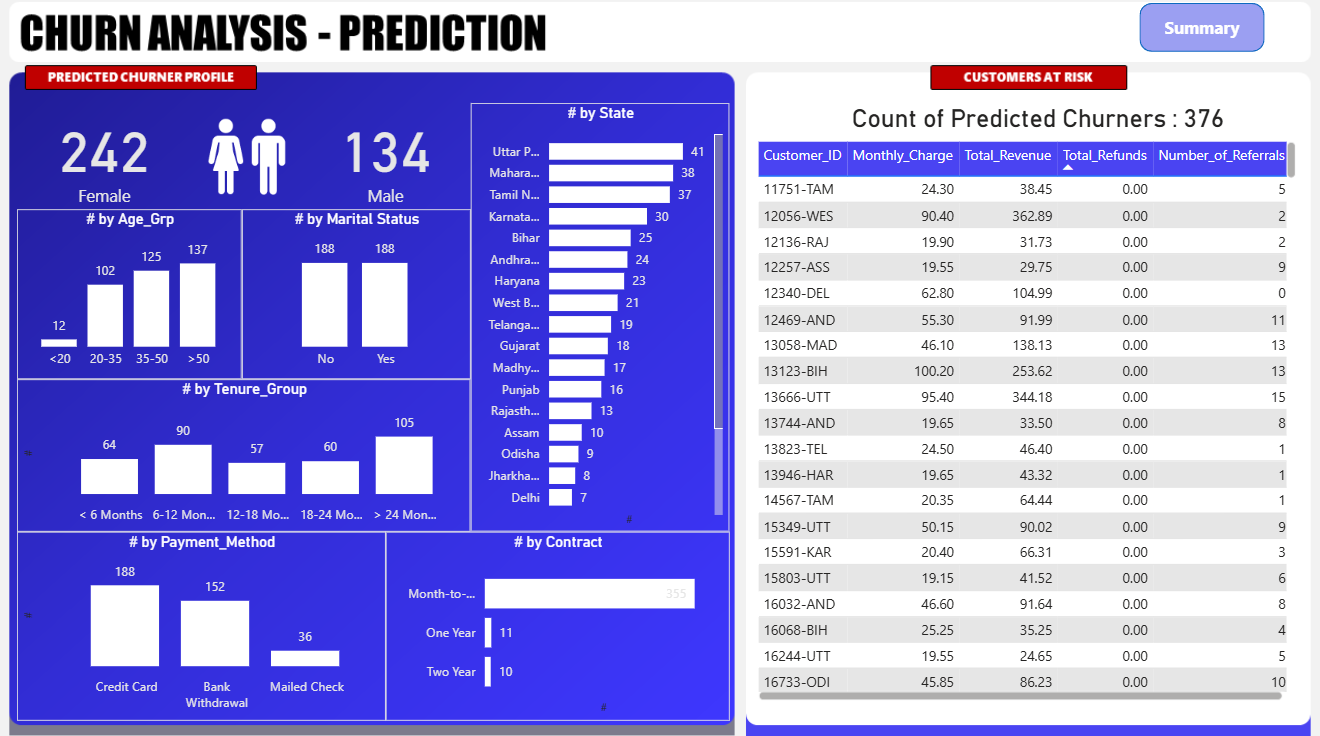 CHURN ANALYSIS - PREDICTION
Summary
PREDICTED CHURNER PROFILE
242
Female
134
Male
# by Age_Grp
12
102
125
137
<20
20-35
35-50
>50
# by Marital Status
188
188
No
Yes
# by Tenure_Group
64
90
57
60
105
< 6 Months
6-12 Mon...
12-18 Mo...
18-24 Mo...
> 24 Mon...
#
# by State
Uttar P... 41
Mahara... 38
Tamil N... 37
Karnata... 30
Bihar 25
Andhra... 24
Haryana 23
West B... 21
Telanga... 19
Gujarat 18
Madhy... 17
Punjab 16
Rajasth... 13
Assam 10
Odisha 9
Jharkha... 8
Delhi 7
#
# by Payment_Method
188
152
36
Credit Card
Bank
Withdrawal
Mailed Check
#
# by Contract
Month-to-... 355
One Year 11
Two Year 10
#
CUSTOMERS AT RISK
Count of Predicted Churners : 376
Customer_ID Monthly_Charge Total_Revenue Total_Refunds Number_of_Referrals
11751-TAM 24.30 38.45 0.00 5
12056-WES 90.40 362.89 0.00 2
12136-RAJ 19.90 31.73 0.00 2
12257-ASS 19.55 29.75 0.00 9
12340-DEL 62.80 104.99 0.00 0
12469-AND 55.30 91.99 0.00 11
13058-MAD 46.10 138.13 0.00 13
13123-BIH 100.20 253.62 0.00 13
13666-UTT 95.40 344.18 0.00 15
13744-AND 19.65 33.50 0.00 8
13823-TEL 24.50 46.40 0.00 1
13946-HAR 19.65 43.32 0.00 1
14567-TAM 20.35 64.44 0.00 1
15349-UTT 50.15 90.02 0.00 9
15591-KAR 20.40 66.31 0.00 3
15803-UTT 19.15 41.52 0.00 6
16032-AND 46.60 91.64 0.00 8
16068-BIH 25.25 35.25 0.00 4
16244-UTT 19.55 24.65 0.00 5
16733-ODI 45.85 86.23 0.00 10